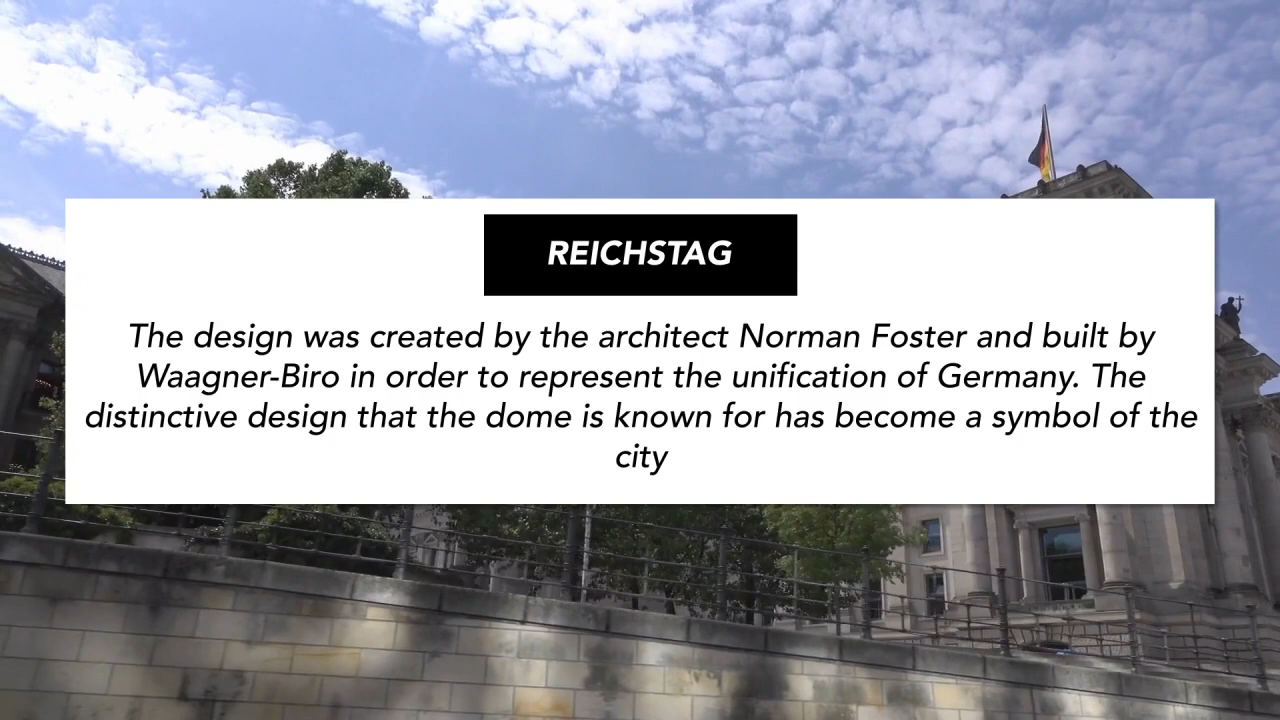 REICHSTAG
The design was created by the architect Norman Foster and built by
Waagner-Biro in order to represent the unification of Germany. The
distinctive design that the dome is known for has become a symbol of the
city